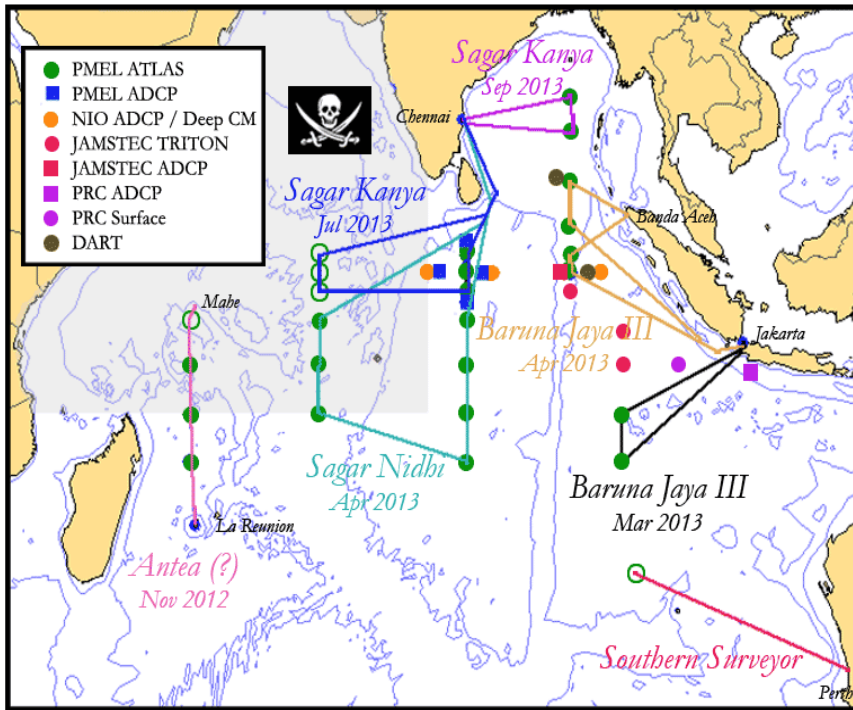 PMEL ATLAS
PMEL ADCP
NIO ADCP / Deep CM
JAMSTEC TRITON
JAMSTEC ADCP
PRC ADCP
PRC Surface
DART
Sagar Kanya
Sep 2013
Chennai
Sagar Kanya
Jul 2013
Banda Aceh
Mahe
Baruna Jaya III
Apr 2013
Jakarta
Sagar Nidhi
Apr 2013
Baruna Jaya III
Mar 2013
La Reunion
Antea (?)
Nov 2012
Southern Surveyor
Perth